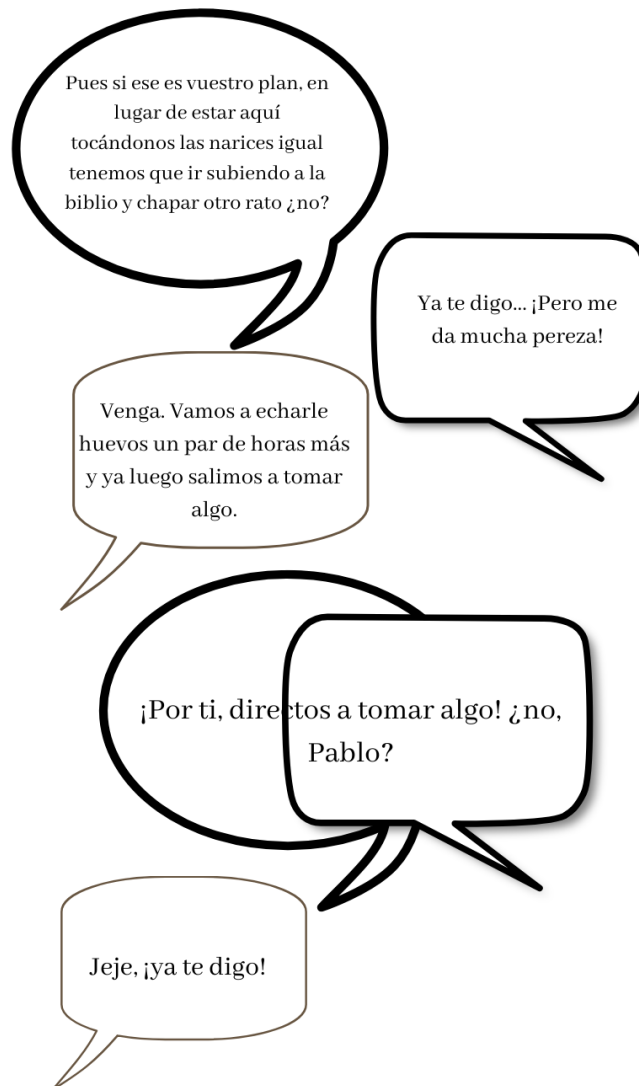 Pues si ese es vuestro plan, en
lugar de estar aquí
tocándonos las narices igual
tenemos que ir subiendo a la
biblio y chapar otro rato ¿no?
Ya te digo... ¡Pero me
da mucha pereza!
Venga. Vamos a echarle
huevos un par de horas más
y ya luego salimos a tomar
algo.
¡Por ti, directos a tomar algo! ¿no,
Pablo?
Jeje, ¡ya te digo!